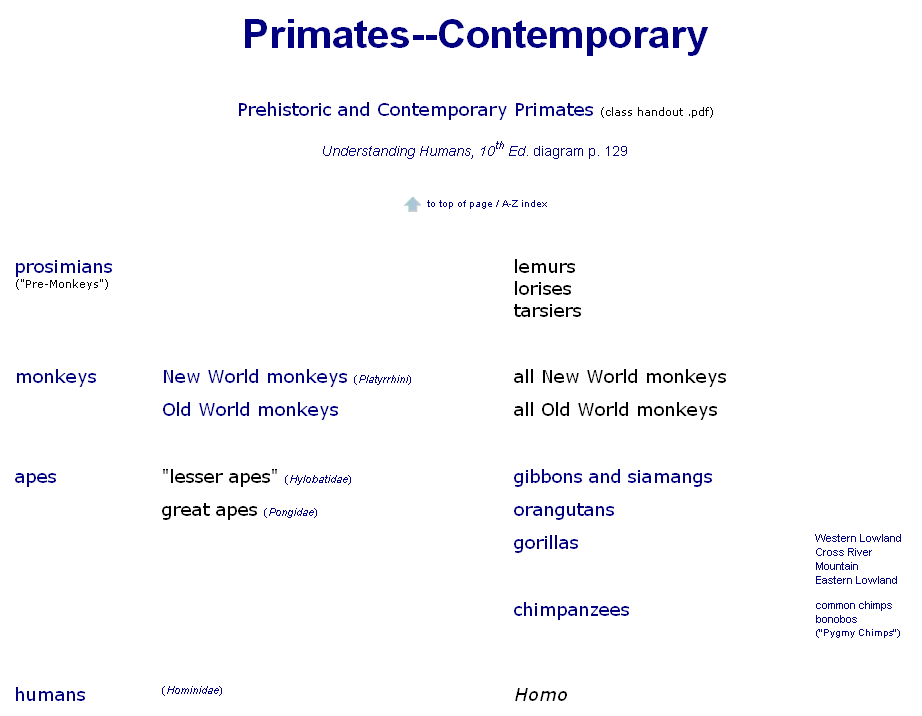 Primates--Contemporary
Prehistoric and Contemporary Primates (class handout .pdf)
Understanding Humans, 10th Ed. diagram p. 129
to top of page / A-Z index
prosimians
("Pre-Monkeys")
lemurs
lorises
tarsiers
monkeys
New World monkeys (Platyrrhini)
all New World monkeys
Old World monkeys
all Old World monkeys
apes
"lesser apes" (Hylobatidae)
gibbons and siamangs
great apes (Pongidae)
orangutans
gorillas
Western Lowland
Cross River
Mountain
Eastern Lowland
chimpanzees
common chimps
bonobos
("Pygmy Chimps")
humans
(Hominidae)
Homo